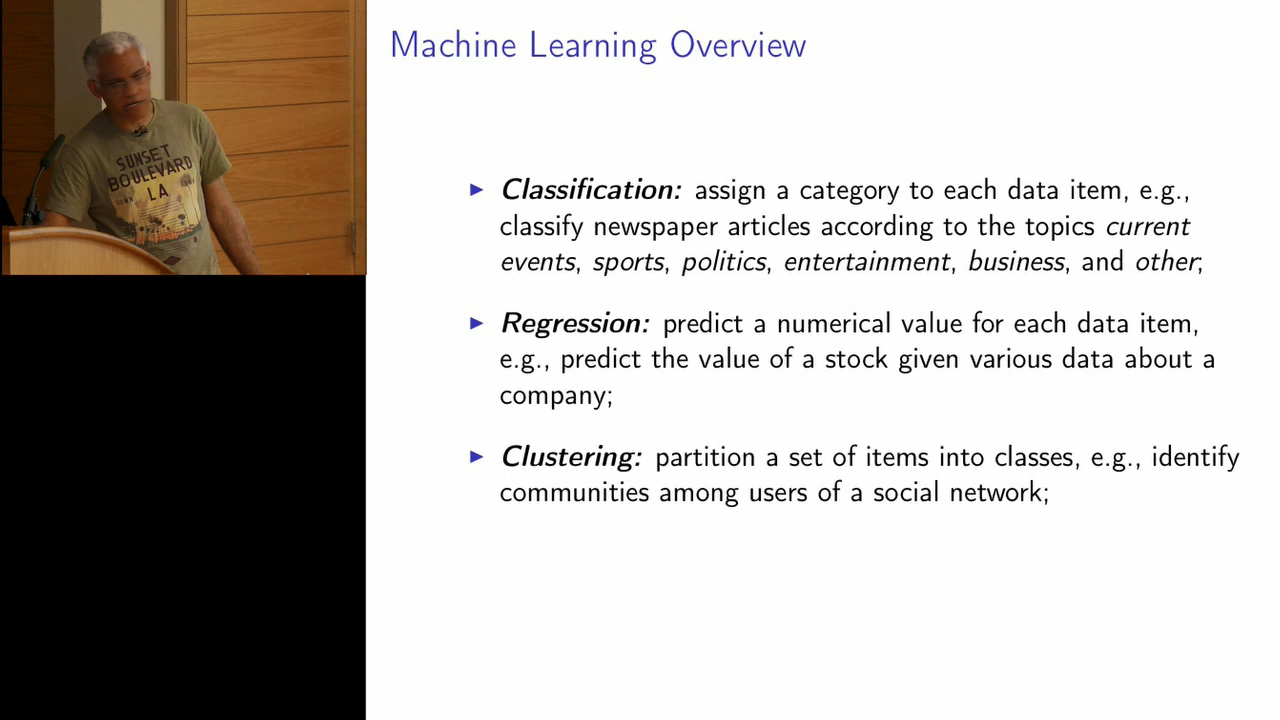 Machine Learning Overview
SUNSET
BOULEVARD
LA
▶ Classification: assign a category to each data item, e.g.,
classify newspaper articles according to the topics current
events, sports, politics, entertainment, business, and other;
▶ Regression: predict a numerical value for each data item,
e.g., predict the value of a stock given various data about a
company;
▶ Clustering: partition a set of items into classes, e.g., identify
communities among users of a social network;